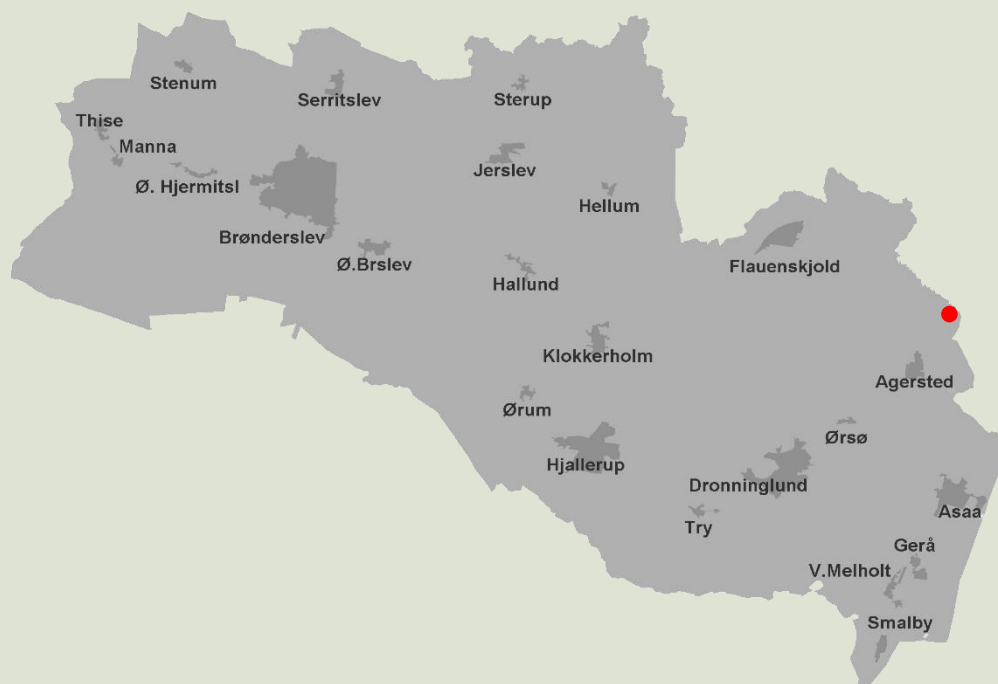 Stenum
Serritslev
Sterup
Thise
Manna
Ø. Hjermitsl
Jerslev
Hellum
Brønderslev
Ø.Brslev
Hallund
Flauenskjold
Klokkerholm
Agersted
Ørum
Ørsø
Hjallerup
Dronninglund
Asaa
Try
Gerå
V.Melholt
Smalby